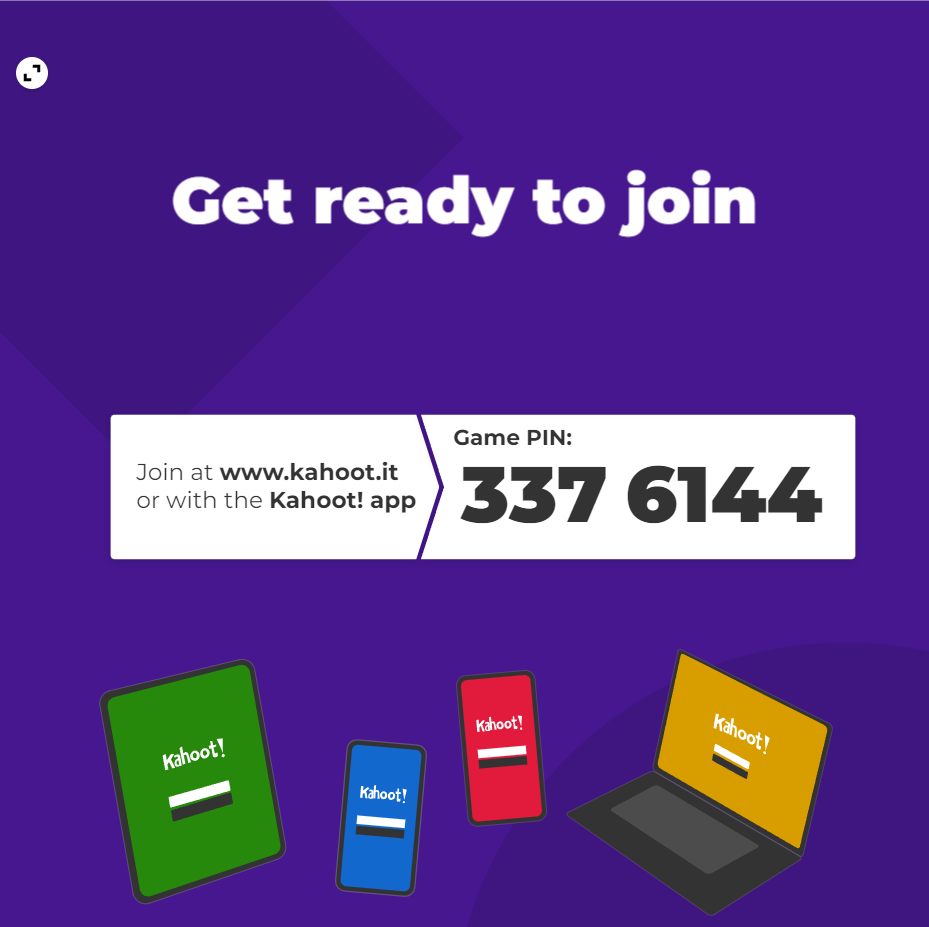 Get ready to join
Join at www.kahoot.it
or with the Kahoot! app
Game PIN:
337 6144
Kahoot!
Kahoot!
Kahoot!
Kahoot!